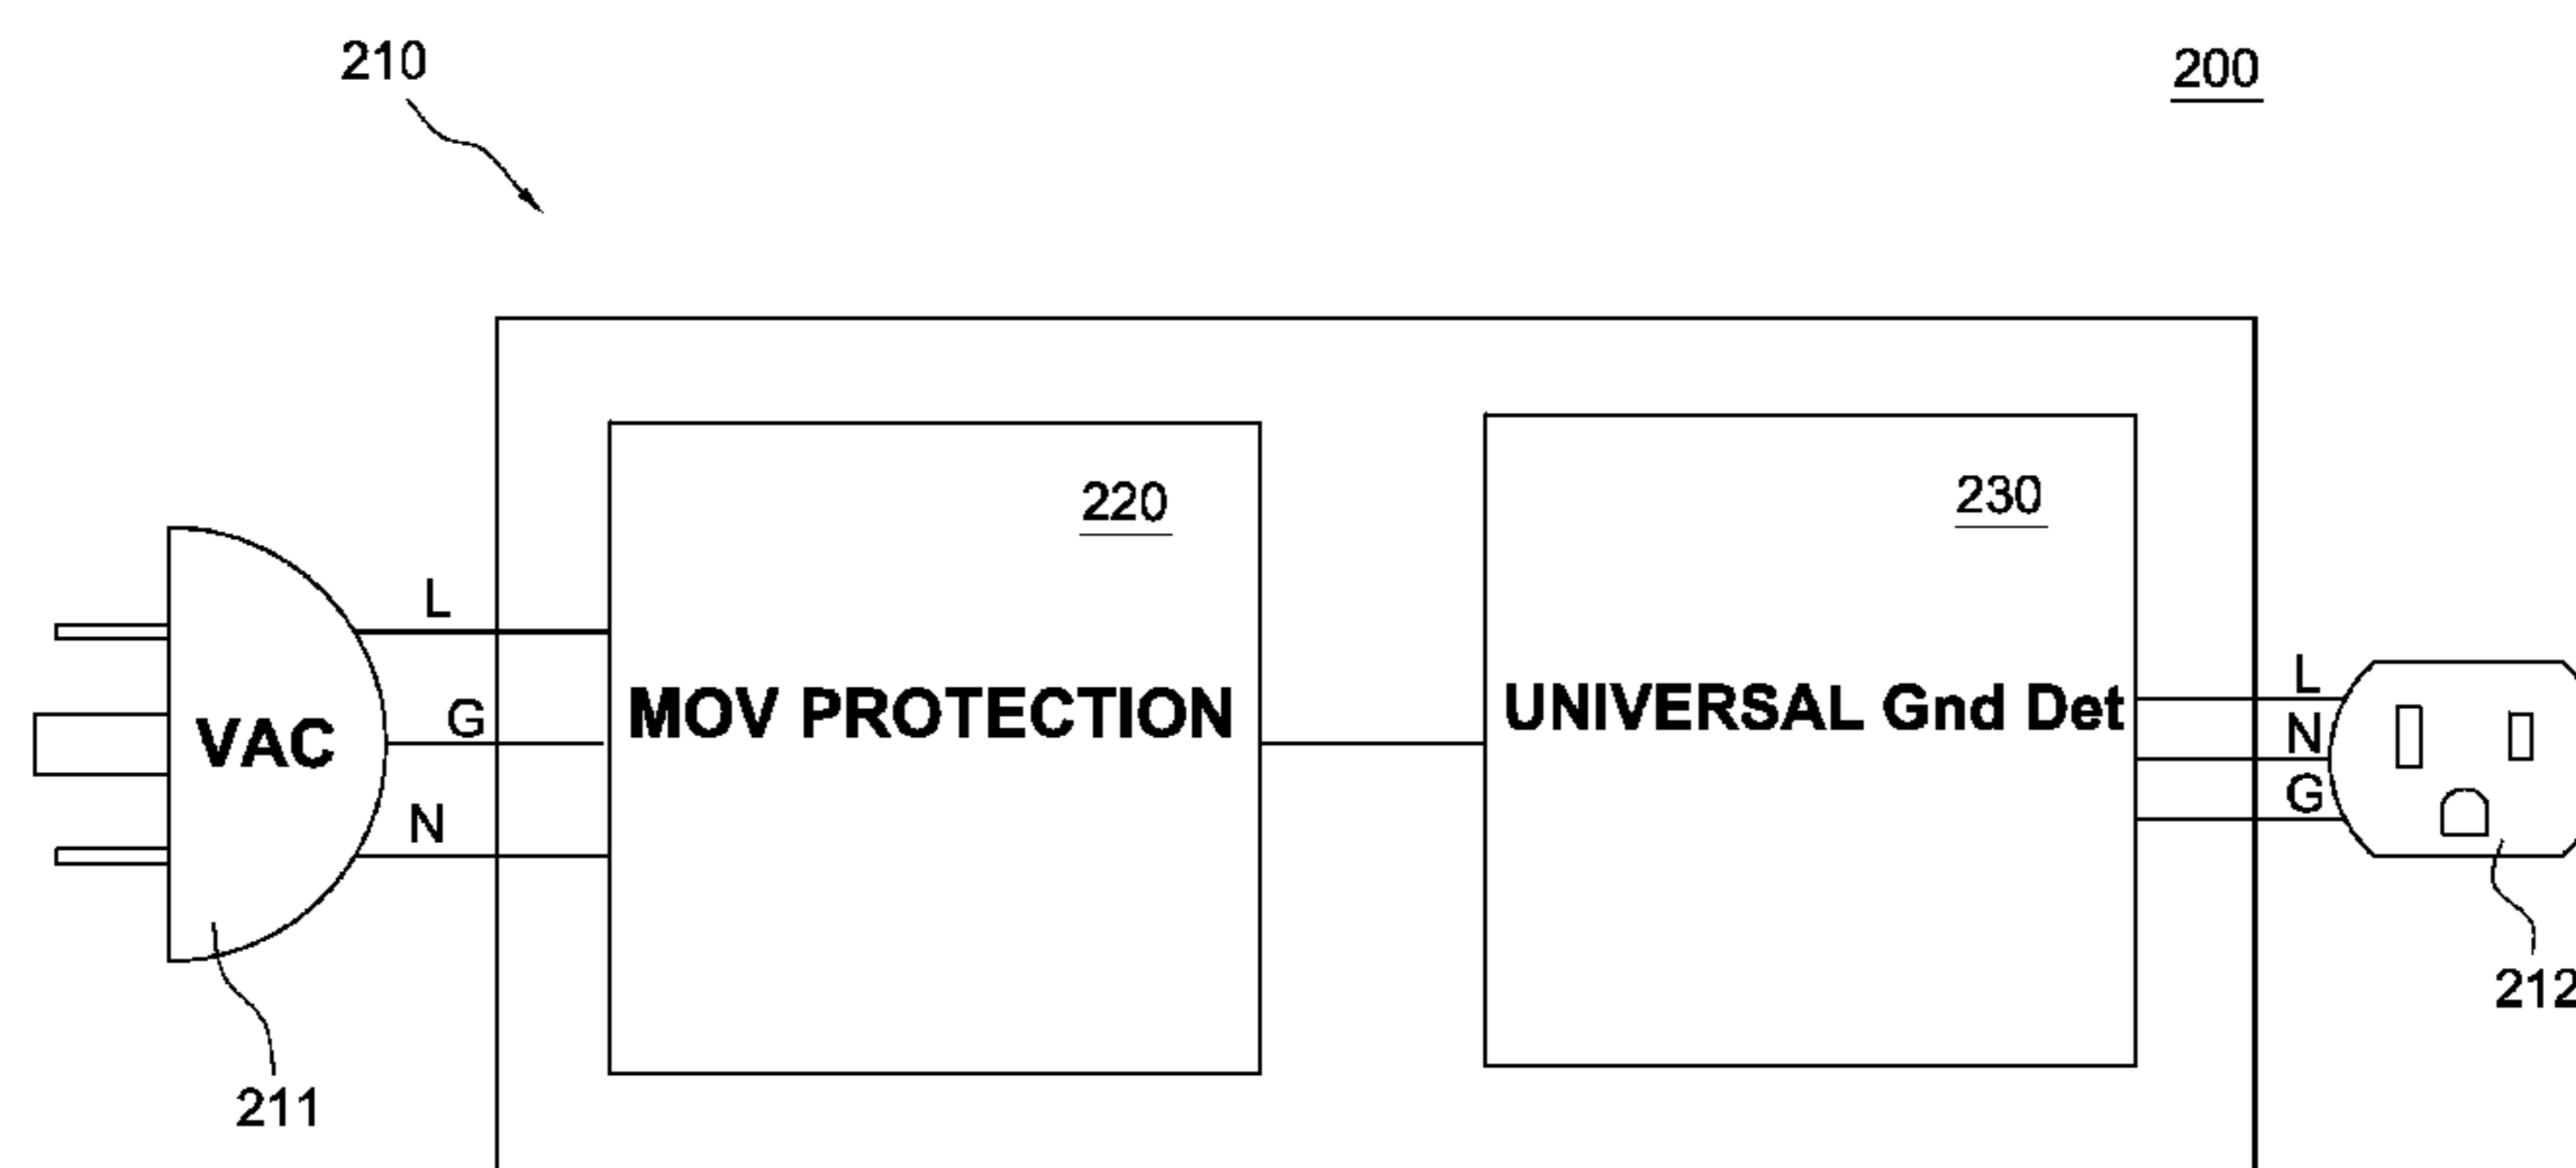 210
200
220
230
L
G
N
VAC
MOV PROTECTION
UNIVERSAL Gnd Det
L
N
G
211
212